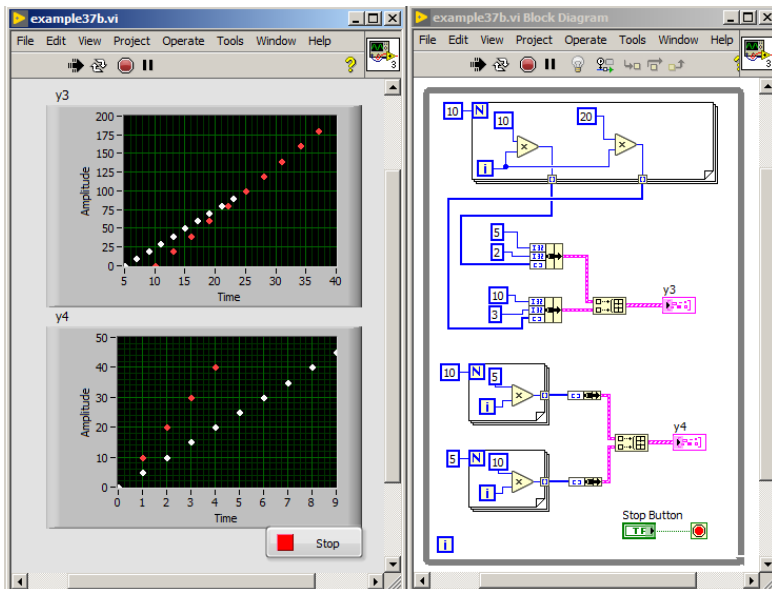 example37b.vi
File Edit View Project Operate Tools Window Help
3
y3
Amplitude
200
175
150
125
100
75
50
25
0
5 10 15 20 25 30 35 40
Time
y4
Amplitude
50
40
30
20
10
0
0 1 2 3 4 5 6 7 8 9
Time
Stop
example37b.vi Block Diagram
File Edit View Project Operate Tools Window Help
3
10 N
10
20
i
5
2
10
3
y3
10 N
5
i
5 N
10
i
y4
Stop Button
TF
i